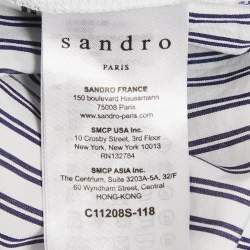 sandro
PARIS
SANDRO FRANCE
150 boulevard Haussmann
75008 Paris
www.sandro-paris.com
SMCP USA Inc.
10 Crosby Street, 3rd Floor
New York, New York 10013
RN132784
SMCP ASIA Inc.
The Centrium, Suite 3203A-5A, 32/F
60 Wyndham Street, Central
HONG-KONG
C11208S-118